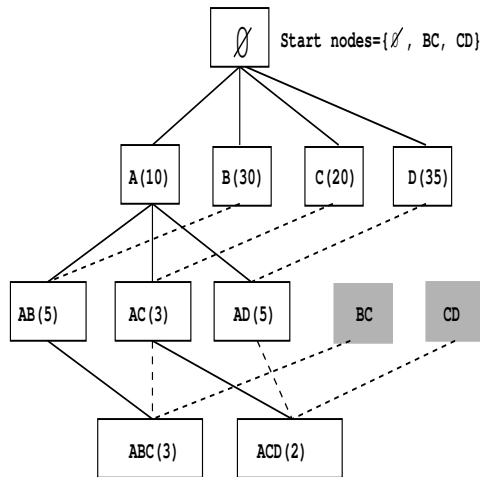 ∅ Start nodes={∅, BC, CD}
A(10) B(30) C(20) D(35)
AB(5) AC(3) AD(5) BC CD
ABC(3) ACD(2)